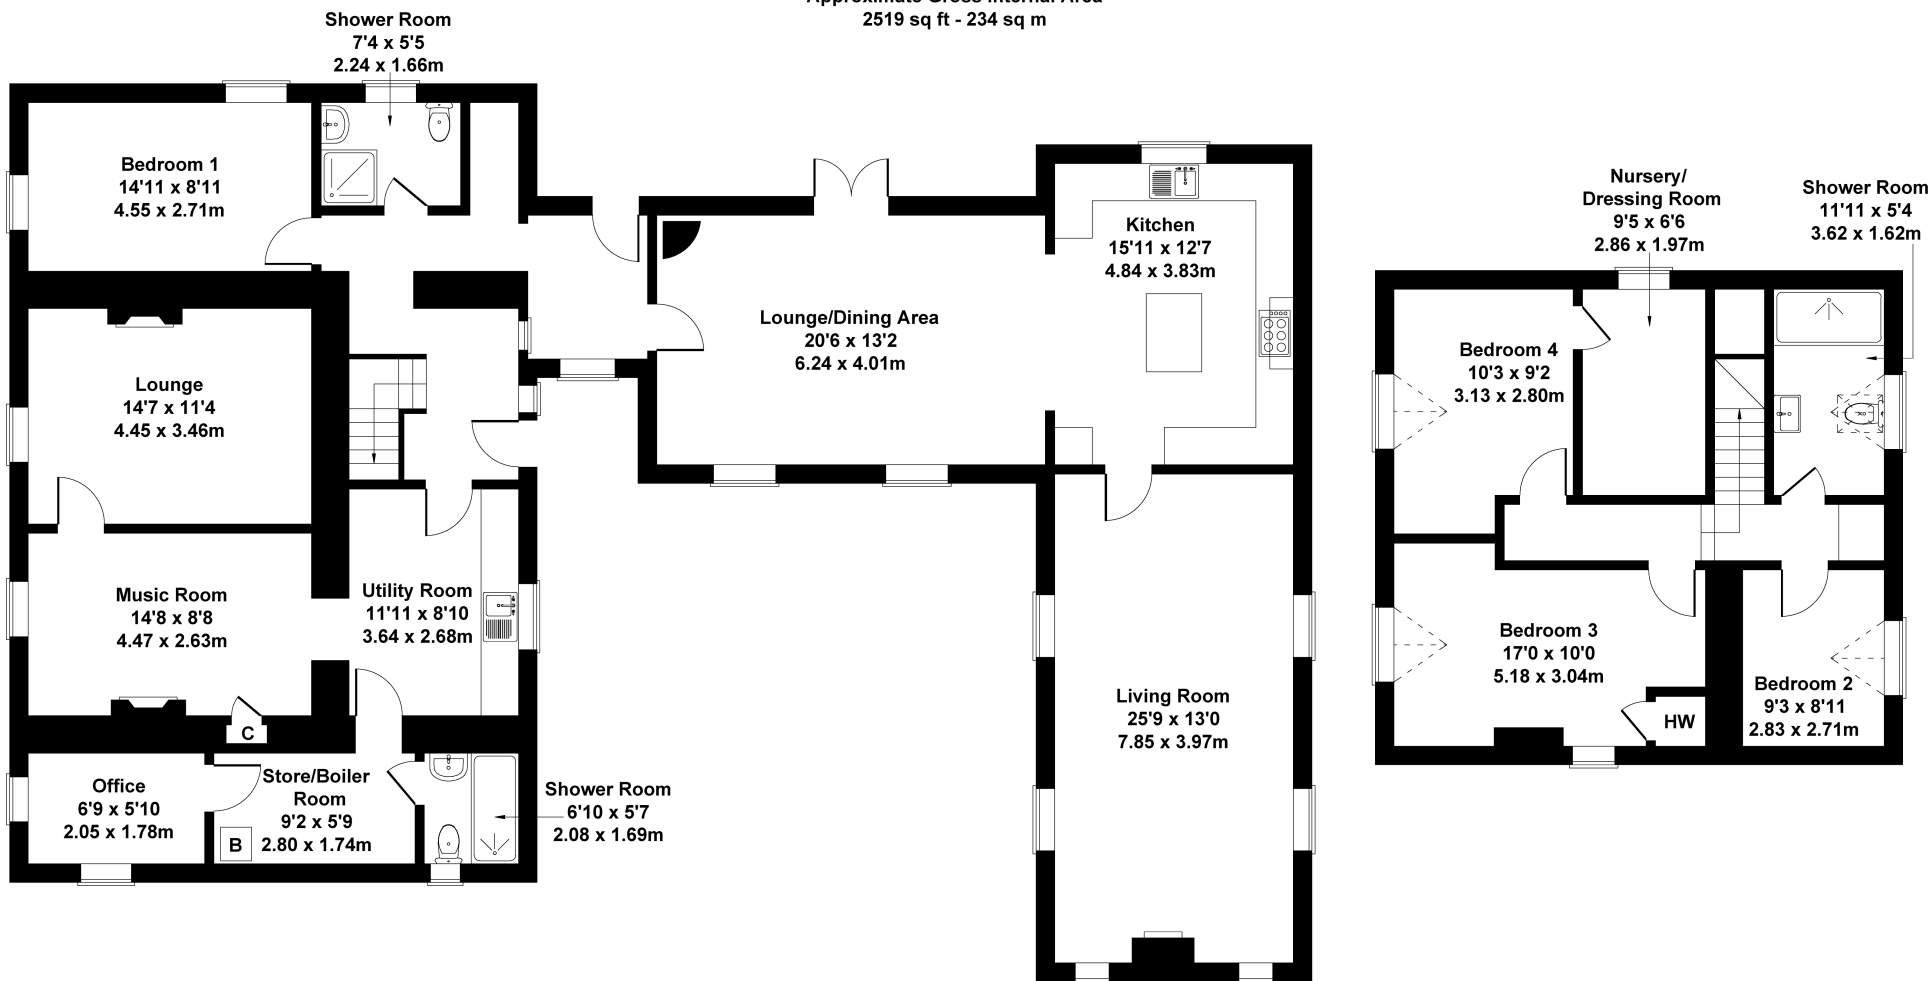 Approximate Gross Internal Area
2519 sq ft - 234 sq m
Shower Room
7'4 x 5'5
2.24 x 1.66m
Bedroom 1
14'11 x 8'11
4.55 x 2.71m
Kitchen
15'11 x 12'7
4.84 x 3.83m
Lounge/Dining Area
20'6 x 13'2
6.24 x 4.01m
Lounge
14'7 x 11'4
4.45 x 3.46m
Music Room
14'8 x 8'8
4.47 x 2.63m
Utility Room
11'11 x 8'10
3.64 x 2.68m
C
Living Room
25'9 x 13'0
7.85 x 3.97m
Office
6'9 x 5'10
2.05 x 1.78m
Store/Boiler
Room
9'2 x 5'9
2.80 x 1.74m
B
Shower Room
6'10 x 5'7
2.08 x 1.69m
Nursery/
Dressing Room
9'5 x 6'6
2.86 x 1.97m
Shower Room
11'11 x 5'4
3.62 x 1.62m
Bedroom 4
10'3 x 9'2
3.13 x 2.80m
Bedroom 3
17'0 x 10'0
5.18 x 3.04m
HW
Bedroom 2
9'3 x 8'11
2.83 x 2.71m